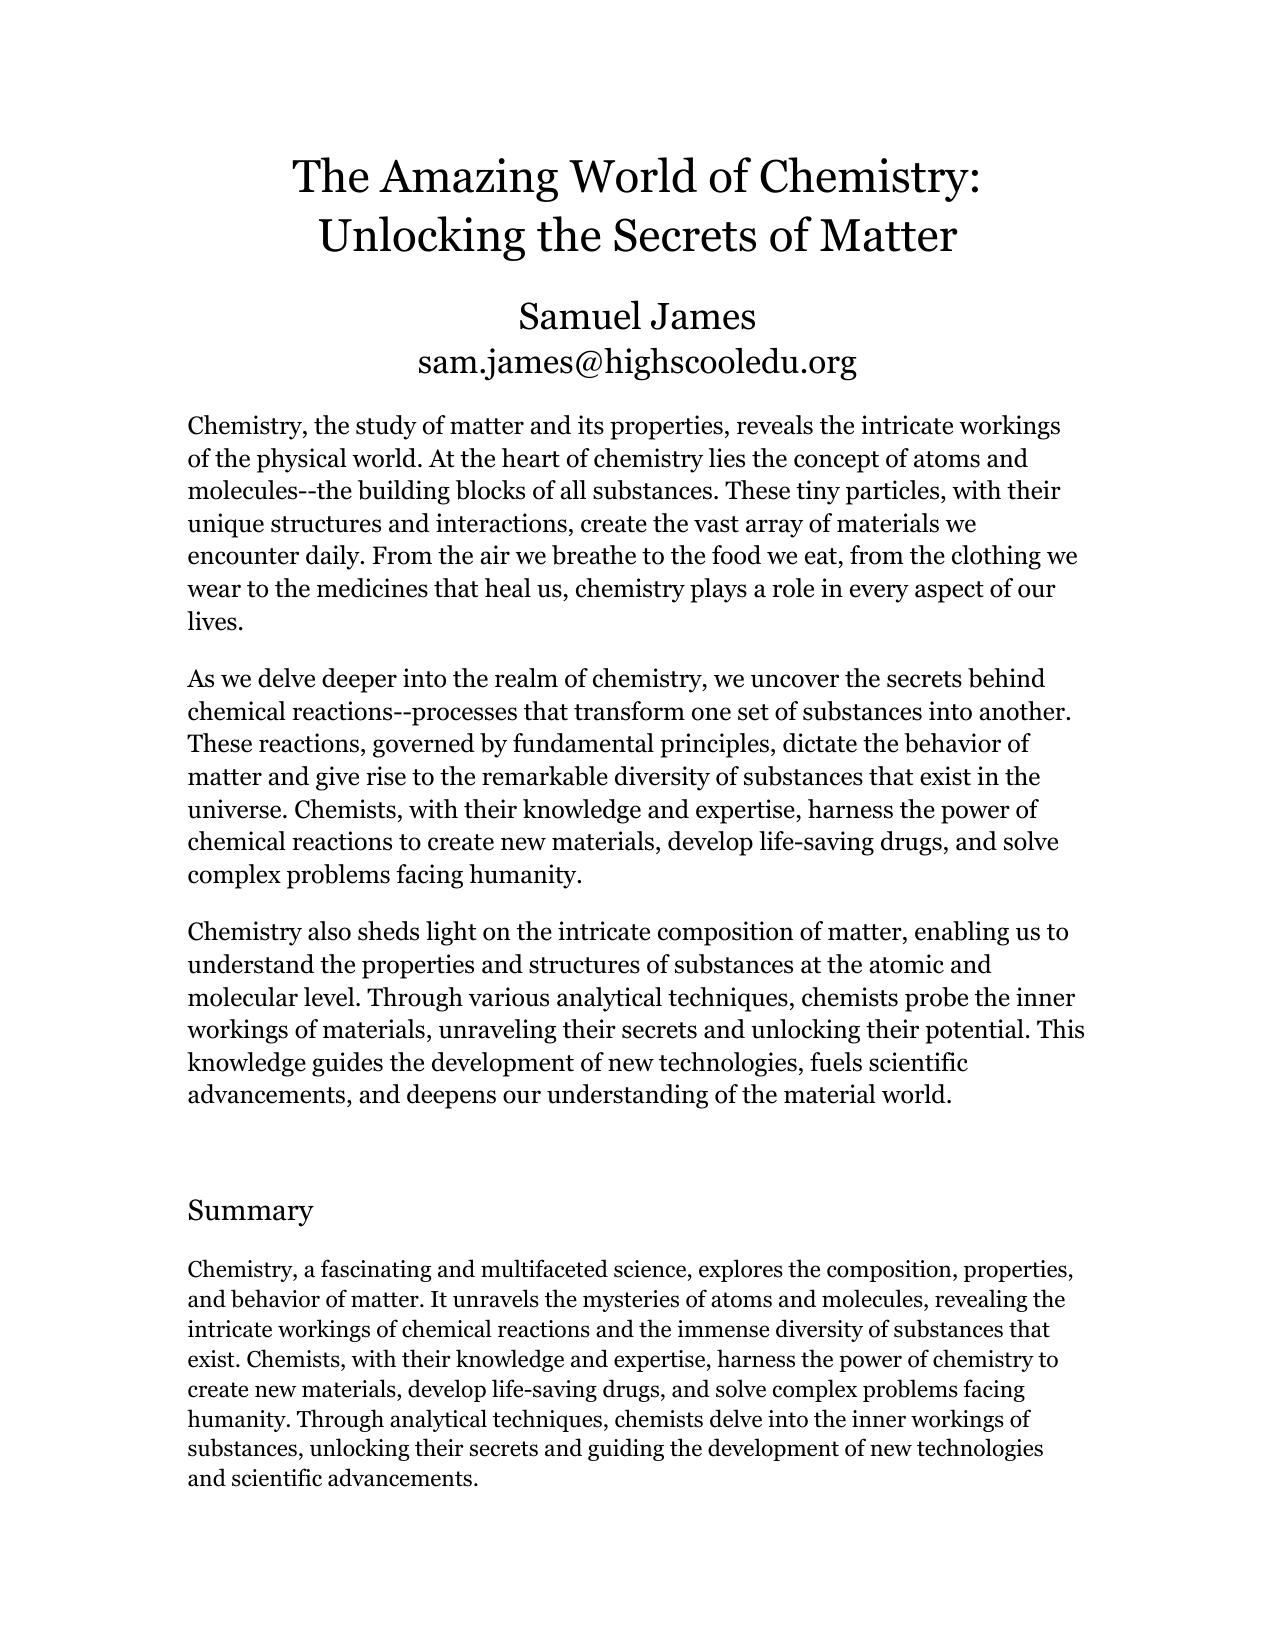 The Amazing World of Chemistry:
Unlocking the Secrets of Matter
Samuel James
sam.james@highscooledu.org
Chemistry, the study of matter and its properties, reveals the intricate workings
of the physical world. At the heart of chemistry lies the concept of atoms and
molecules--the building blocks of all substances. These tiny particles, with their
unique structures and interactions, create the vast array of materials we
encounter daily. From the air we breathe to the food we eat, from the clothing we
wear to the medicines that heal us, chemistry plays a role in every aspect of our
lives.
As we delve deeper into the realm of chemistry, we uncover the secrets behind
chemical reactions--processes that transform one set of substances into another.
These reactions, governed by fundamental principles, dictate the behavior of
matter and give rise to the remarkable diversity of substances that exist in the
universe. Chemists, with their knowledge and expertise, harness the power of
chemical reactions to create new materials, develop life-saving drugs, and solve
complex problems facing humanity.
Chemistry also sheds light on the intricate composition of matter, enabling us to
understand the properties and structures of substances at the atomic and
molecular level. Through various analytical techniques, chemists probe the inner
workings of materials, unraveling their secrets and unlocking their potential. This
knowledge guides the development of new technologies, fuels scientific
advancements, and deepens our understanding of the material world.
Summary
Chemistry, a fascinating and multifaceted science, explores the composition, properties,
and behavior of matter. It unravels the mysteries of atoms and molecules, revealing the
intricate workings of chemical reactions and the immense diversity of substances that
exist. Chemists, with their knowledge and expertise, harness the power of chemistry to
create new materials, develop life-saving drugs, and solve complex problems facing
humanity. Through analytical techniques, chemists delve into the inner workings of
substances, unlocking their secrets and guiding the development of new technologies
and scientific advancements.